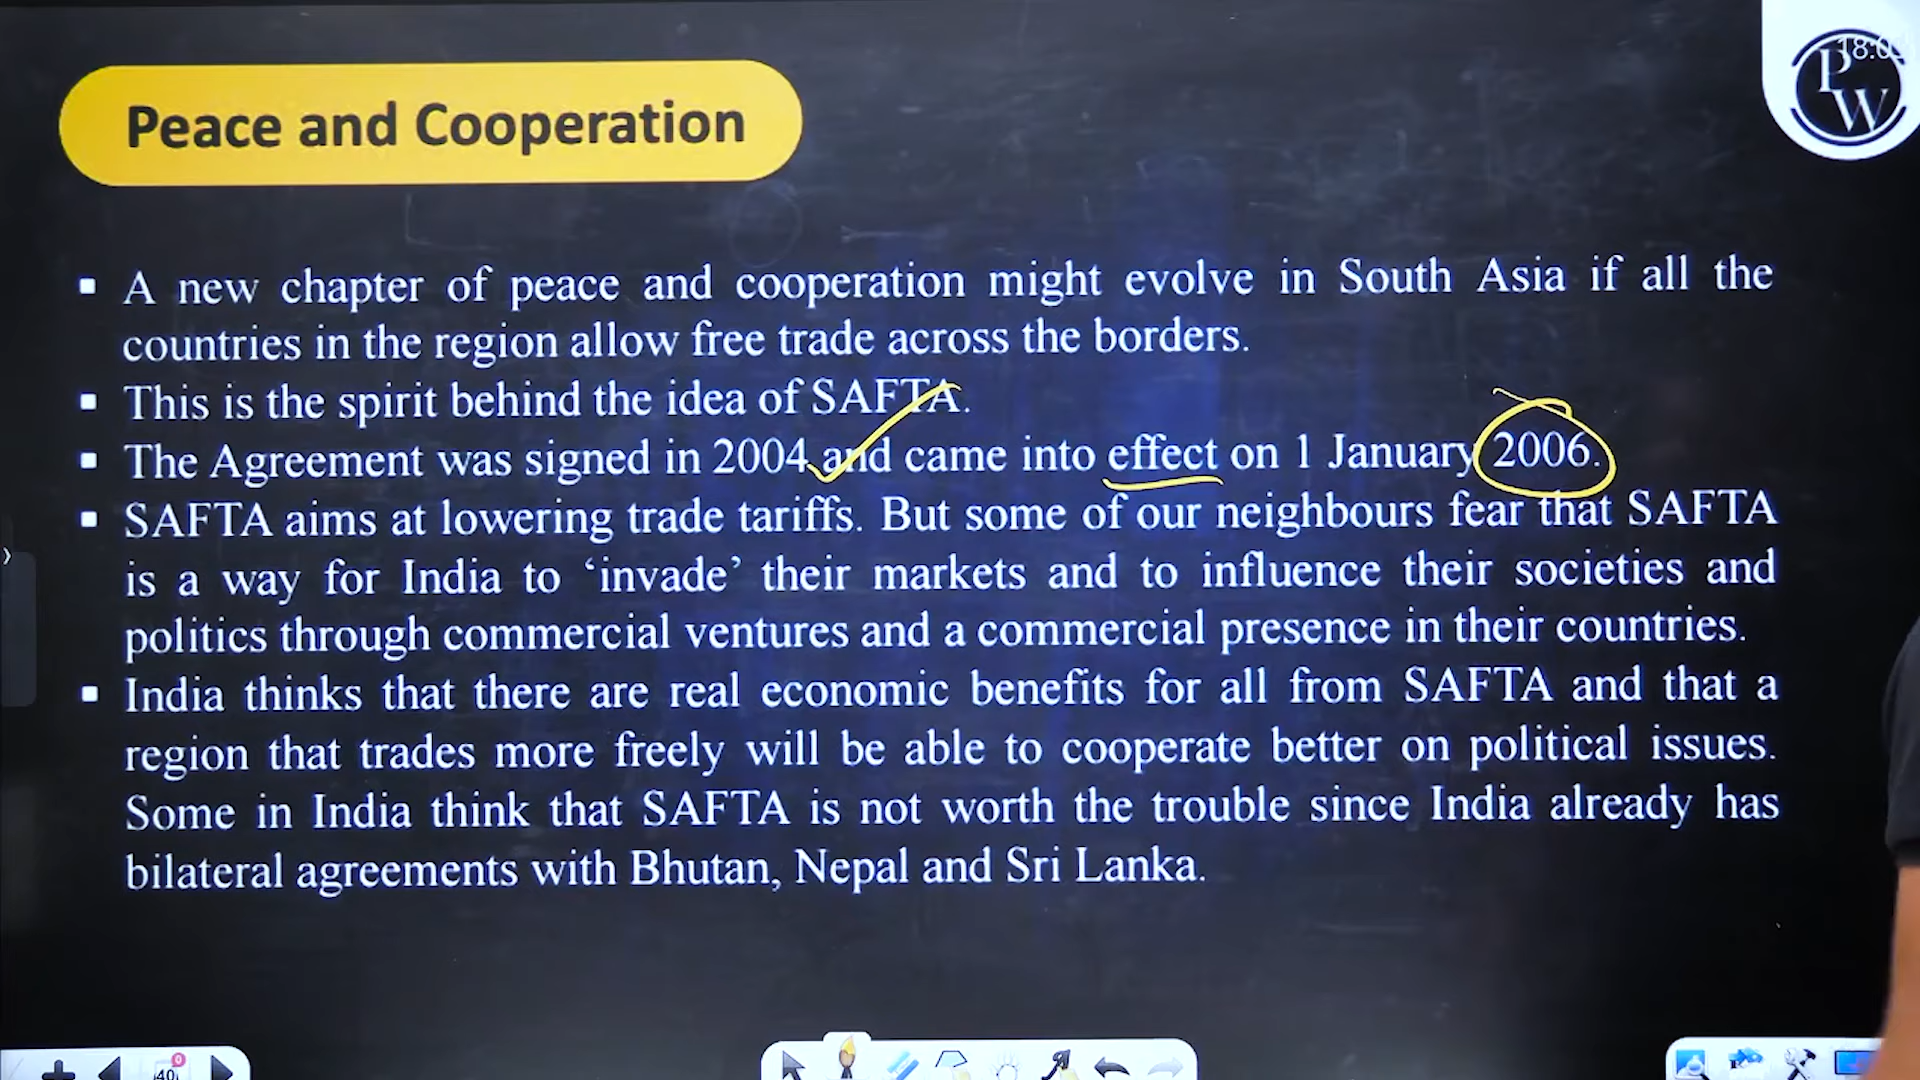 18:0
PW
Peace and Cooperation
▪ A new chapter of peace and cooperation might evolve in South Asia if all the
countries in the region allow free trade across the borders.
▪ This is the spirit behind the idea of SAFTA.
▪ The Agreement was signed in 2004 and came into effect on 1 January 2006.
▪ SAFTA aims at lowering trade tariffs. But some of our neighbours fear that SAFTA
is a way for India to ‘invade’ their markets and to influence their societies and
politics through commercial ventures and a commercial presence in their countries.
▪ India thinks that there are real economic benefits for all from SAFTA and that a
region that trades more freely will be able to cooperate better on political issues.
Some in India think that SAFTA is not worth the trouble since India already has
bilateral agreements with Bhutan, Nepal and Sri Lanka.
40